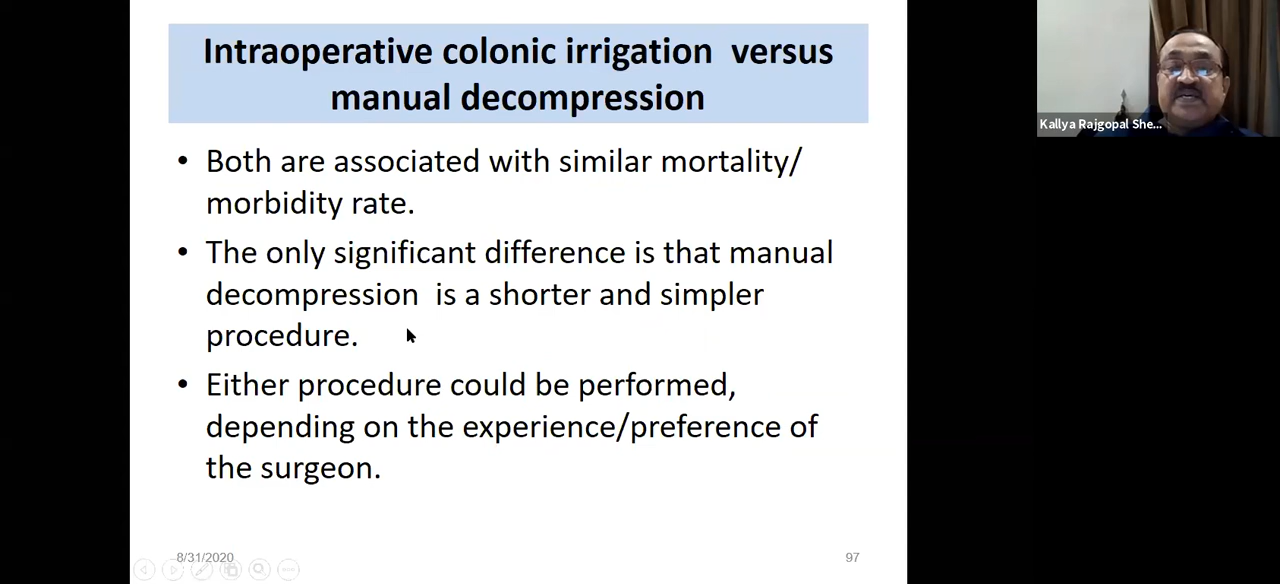 Intraoperative colonic irrigation versus
manual decompression
• Both are associated with similar mortality/
morbidity rate.
• The only significant difference is that manual
decompression is a shorter and simpler
procedure.
• Either procedure could be performed,
depending on the experience/preference of
the surgeon.
8/31/2020
97
Kallya Rajgopal She...